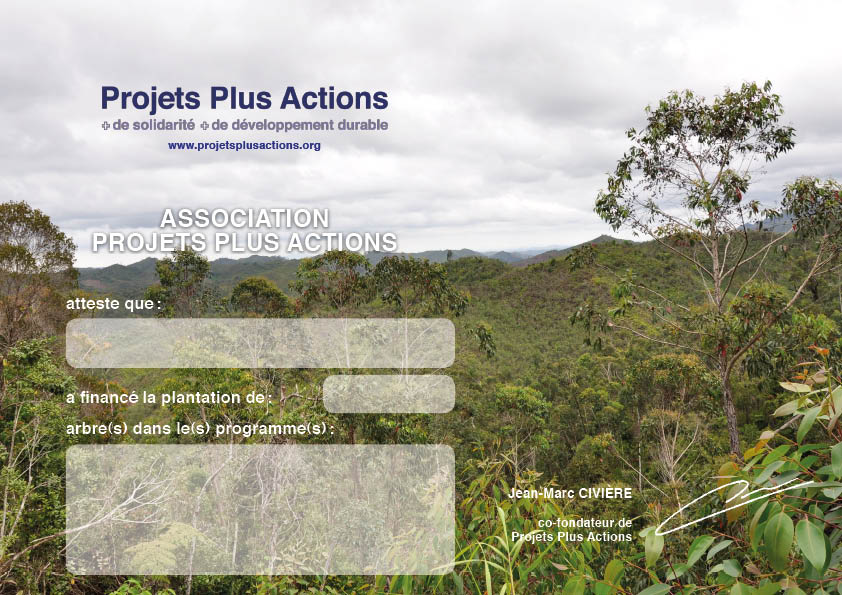 Projets Plus Actions
+ de solidarité + de développement durable
www.projetsplusactions.org
ASSOCIATION
PROJETS PLUS ACTIONS
atteste que :
a financé la plantation de :
arbre(s) dans le(s) programme(s) :
Jean-Marc CIVIÈRE
co-fondateur de
Projets Plus Actions